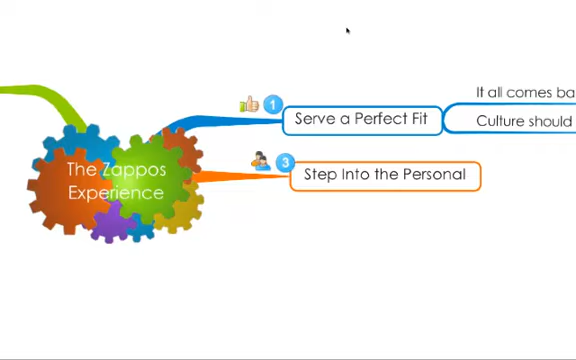 The Zappos
Experience
1
Serve a Perfect Fit
It all comes ba
Culture should
3
Step Into the Personal